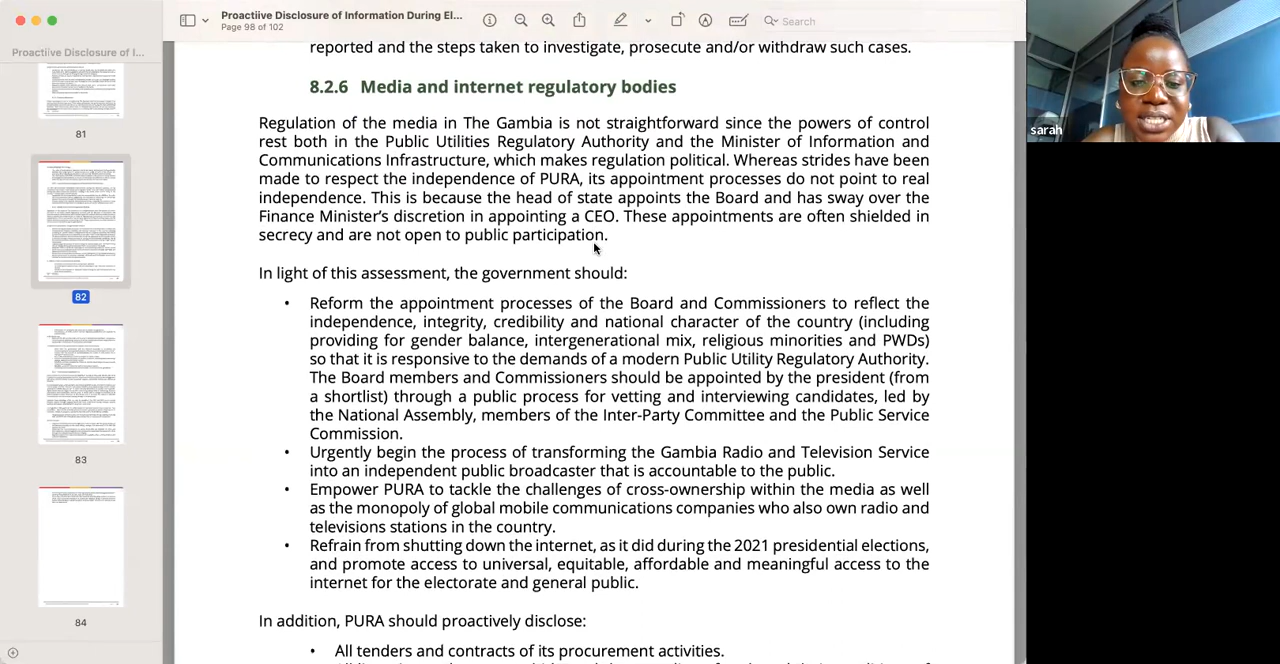 Proactiive Disclosure of Information During El...
Page 98 of 102
Search
Proactiive Disclosure of I...
81
82
83
84
sarah
reported and the steps taken to investigate, prosecute and/or withdraw such cases.
8.2.6 Media and internet regulatory bodies
Regulation of the media in The Gambia is not straightforward since the powers of control
rest both in the Public Utilities Regulatory Authority and the Minister of Information and
Communications Infrastructure, which makes regulation political. Whereas strides have been
made to reflect the independence of PURA, its appointment processes do not point to real
independence. This is because the head of state appoints the Board and has sway over the
Finance Minister's discretion in appointing a CEO. These appointments are often shielded in
secrecy and are not open to public participation.
In light of this assessment, the government should:
• Reform the appointment processes of the Board and Commissioners to reflect the
independence, integrity, credibility and national character of the country (including
providing for gender balance, intergenerational mix, religious minorities and PWDs)
so that it is responsive to the demands of a modern Public Utility Regulatory Authority.
The Board members and Commissioners should be appointed by the president (from
a shortlist) through a public process for vetting and interviewing candidates, led by
the National Assembly, inclusive of the Inter-Party Committee and the Public Service
Commission.
• Urgently begin the process of transforming the Gambia Radio and Television Service
into an independent public broadcaster that is accountable to the public.
• Empower PURA to tackle the challenges of cross-ownership within the media as well
as the monopoly of global mobile communications companies who also own radio and
televisions stations in the country.
• Refrain from shutting down the internet, as it did during the 2021 presidential elections,
and promote access to universal, equitable, affordable and meaningful access to the
internet for the electorate and general public.
In addition, PURA should proactively disclose:
• All tenders and contracts of its procurement activities.